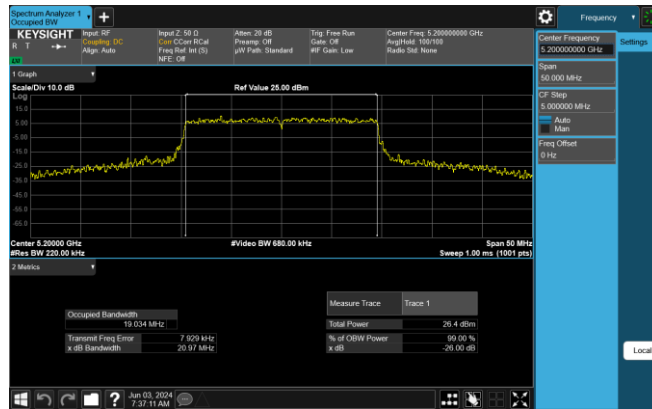 Spectrum Analyzer 1
Occupied BW
Frequency
KEYSIGHT
R T
LXI
Input: RF
Coupling: DC
Align: Auto
Input Z: 50 Ω
Corr CCorr RCal
Freq Ref: Int (S)
NFE: Off
Atten: 28 dB
Preamp: Off
µW Path: Standard
Trig: Free Run
Gate: Off
#IF Gain: Low
Center Freq: 5.200000000 GHz
Avg|Hold: 100/100
Radio Std: None
1 Graph
Scale/Div 10.0 dB
Ref Value 25.00 dBm
Log
15.0
5.00
-5.00
-15.0
-25.0
-35.0
-45.0
-55.0
-65.0
Center 5.20000 GHz
#Video BW 680.00 kHz
Span 50 MHz
#Res BW 220.00 kHz
Sweep 1.00 ms (1001 pts)
2 Metrics
Measure Trace Trace 1
Occupied Bandwidth
19.034 MHz
Total Power 26.4 dBm
Transmit Freq Error 7.929 kHz
% of OBW Power 99.00 %
x dB Bandwidth 20.97 MHz
x dB -26.00 dB
Jun 03, 2024
7:37:11 AM
Center Frequency
5.200000000 GHz
Settings
Span
50.000 MHz
CF Step
5.000000 MHz
Auto
Man
Freq Offset
0 Hz
Local